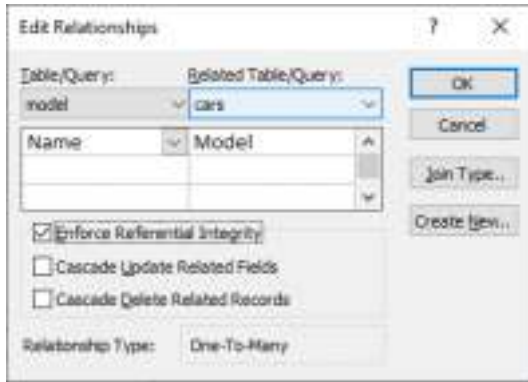 Edit Relationships ? ×
Table/Query: Related Table/Query:
model cars
OK
Name Model
Cancel
Join Type..
Create New..
Enforce Referential Integrity
Cascade Update Related Fields
Cascade Delete Related Records
Relationship Type: One-To-Many